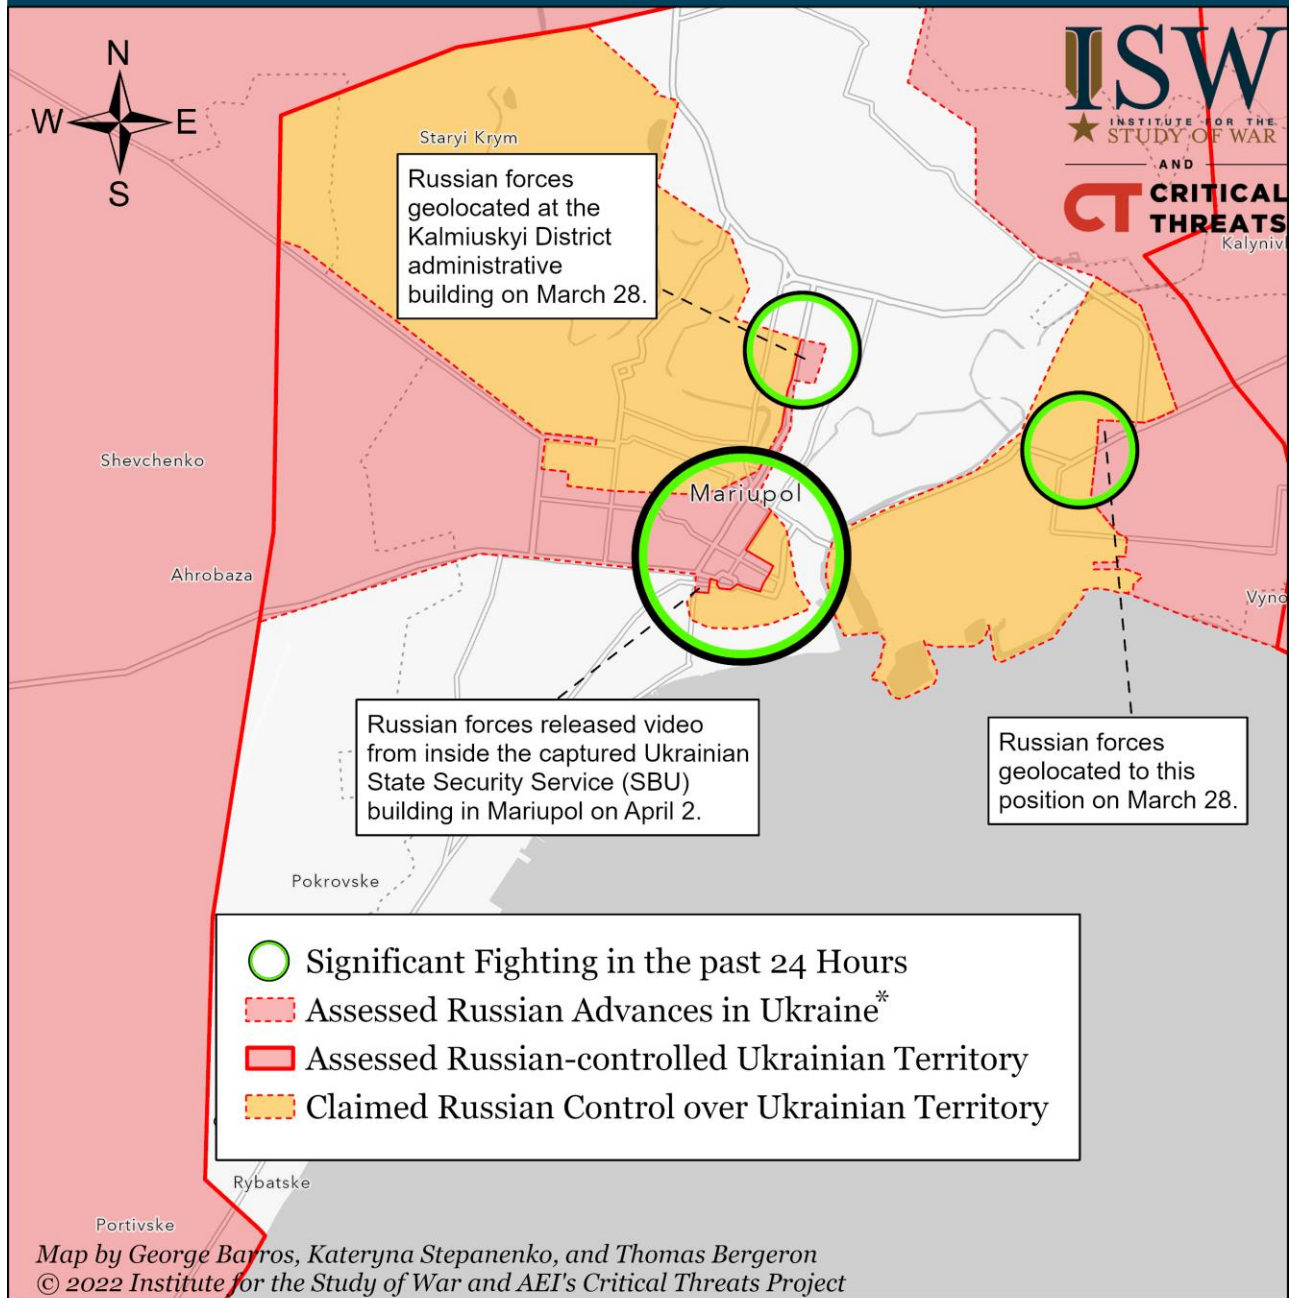 N
W
E
S
ISW
INSTITUTE FOR THE
STUDY OF WAR
AND
CT CRITICAL
THREATS
Staryi Krym
Russian forces
geolocated at the
Kalmiuskyi District
administrative
building on March 28.
Shevchenko
Mariupol
Ahrobaza
Russian forces released video
from inside the captured Ukrainian
State Security Service (SBU)
building in Mariupol on April 2.
Russian forces
geolocated to this
position on March 28.
Pokrovske
Significant Fighting in the past 24 Hours
Assessed Russian Advances in Ukraine*
Assessed Russian-controlled Ukrainian Territory
Claimed Russian Control over Ukrainian Territory
Rybatske
Portivske
Map by George Barros, Kateryna Stepanenko, and Thomas Bergeron
© 2022 Institute for the Study of War and AEI's Critical Threats Project